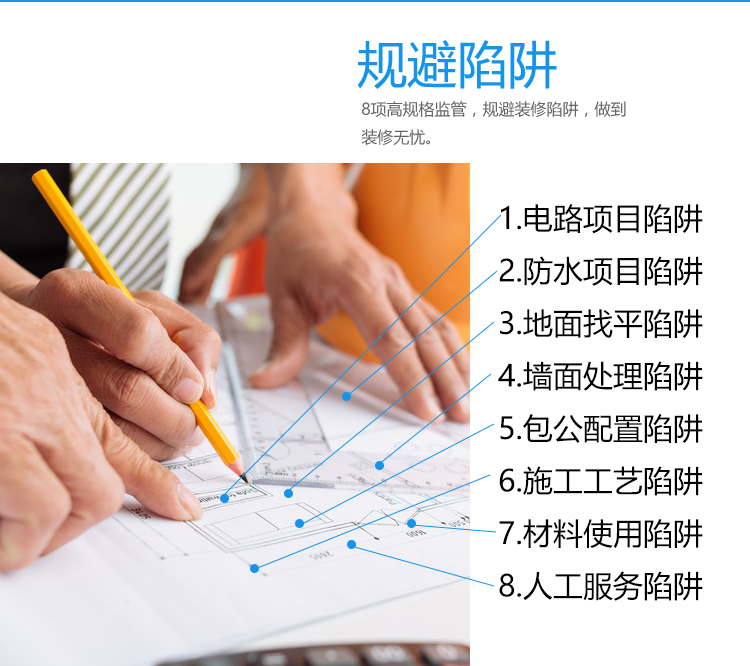 规避陷阱
8项高规格监管，规避装修陷阱，做到
装修无忧。
1.电路项目陷阱
2.防水项目陷阱
3.地面找平陷阱
4.墙面处理陷阱
5.包公配置陷阱
6.施工工艺陷阱
7.材料使用陷阱
8.人工服务陷阱